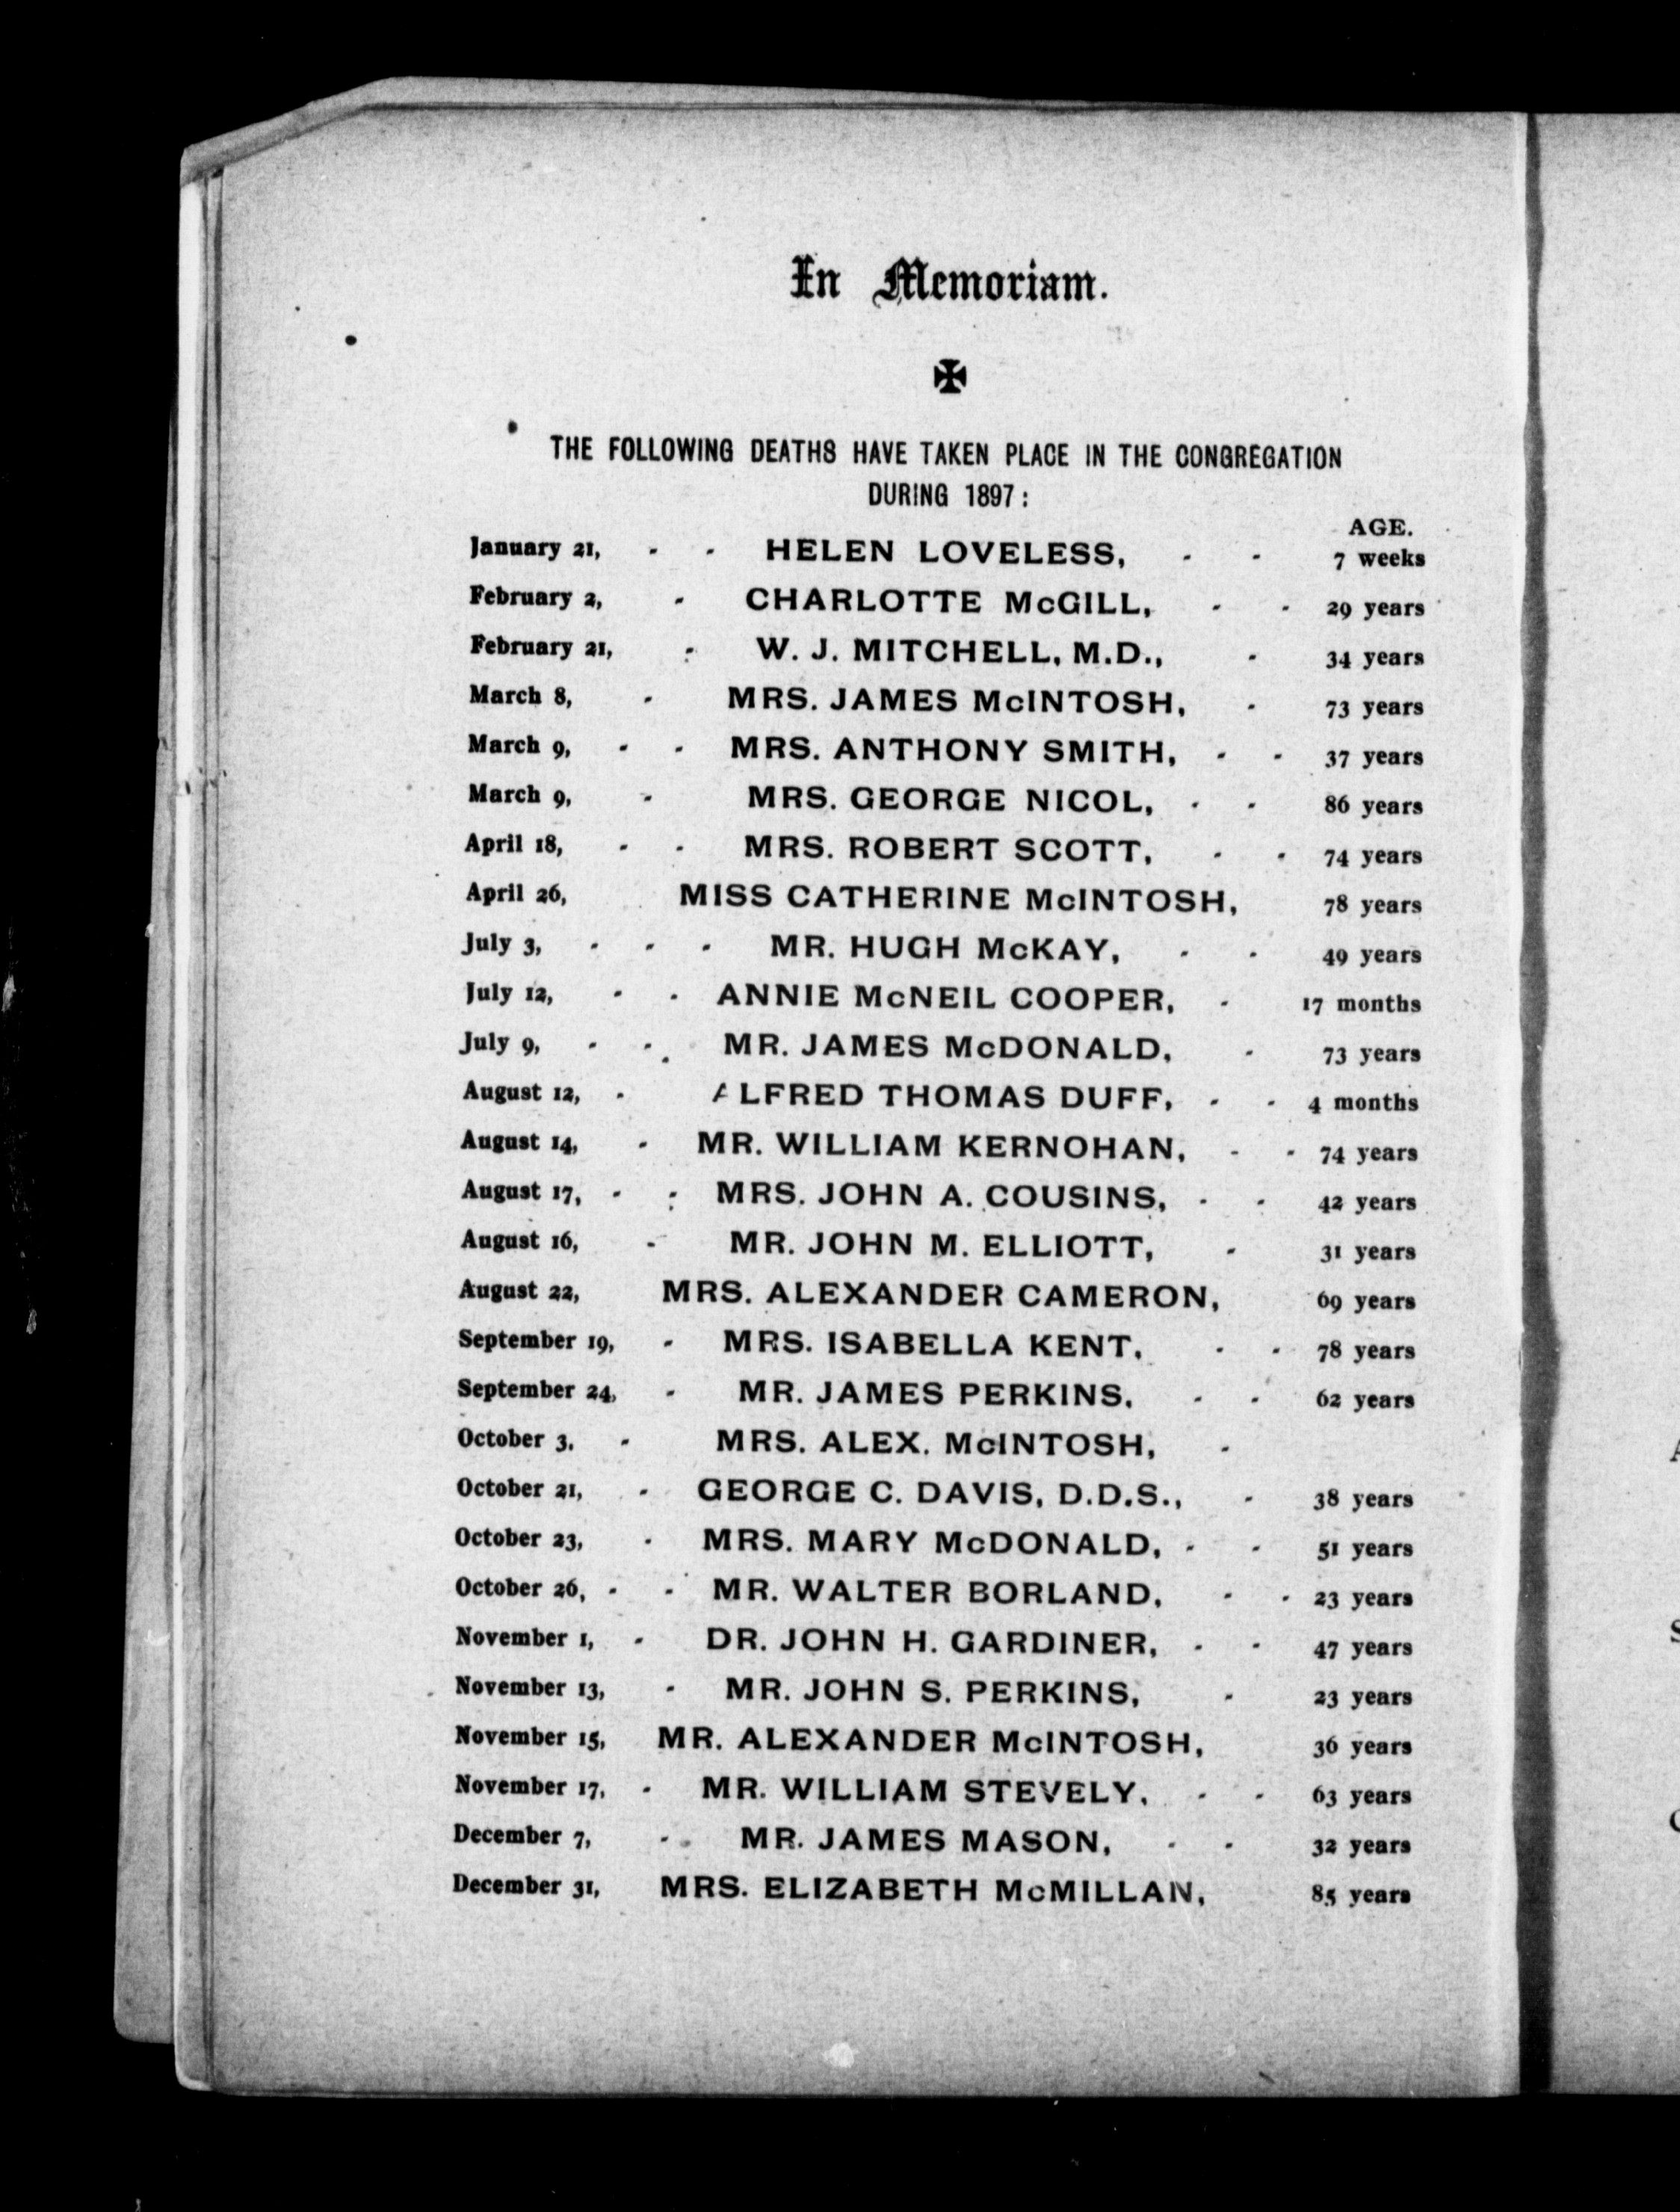 In Memoriam.
THE FOLLOWING DEATHS HAVE TAKEN PLACE IN THE CONGREGATION
DURING 1897:
AGE.
January 21, - - HELEN LOVELESS, - - 7 weeks
February 2, - CHARLOTTE McGILL, - - 29 years
February 21, - W. J. MITCHELL, M.D., - 34 years
March 8, - MRS. JAMES McINTOSH, - 73 years
March 9, - - MRS. ANTHONY SMITH, - - 37 years
March 9, - MRS. GEORGE NICOL, - - 86 years
April 18, - - MRS. ROBERT SCOTT, - - 74 years
April 26, MISS CATHERINE McINTOSH, 78 years
July 3, - - - MR. HUGH McKAY, - - 49 years
July 12, - - ANNIE McNEIL COOPER, - 17 months
July 9, - - MR. JAMES McDONALD, - 73 years
August 12, - ALFRED THOMAS DUFF, - - 4 months
August 14, - MR. WILLIAM KERNOHAN, - - 74 years
August 17, - - MRS. JOHN A. COUSINS, - - 42 years
August 16, - MR. JOHN M. ELLIOTT, - 31 years
August 22, MRS. ALEXANDER CAMERON, 69 years
September 19, - MRS. ISABELLA KENT, - - 78 years
September 24, - MR. JAMES PERKINS, - - 62 years
October 3, - MRS. ALEX. McINTOSH, -
October 21, - GEORGE C. DAVIS, D.D.S., - 38 years
October 23, - MRS. MARY McDONALD, - - 51 years
October 26, - - MR. WALTER BORLAND, - - 23 years
November 1, - DR. JOHN H. GARDINER, - - 47 years
November 13, - MR. JOHN S. PERKINS, - 23 years
November 15, MR. ALEXANDER McINTOSH, 36 years
November 17, - MR. WILLIAM STEVELY, - - 63 years
December 7, - - MR. JAMES MASON, - - 32 years
December 31, MRS. ELIZABETH McMILLAN, 85 years